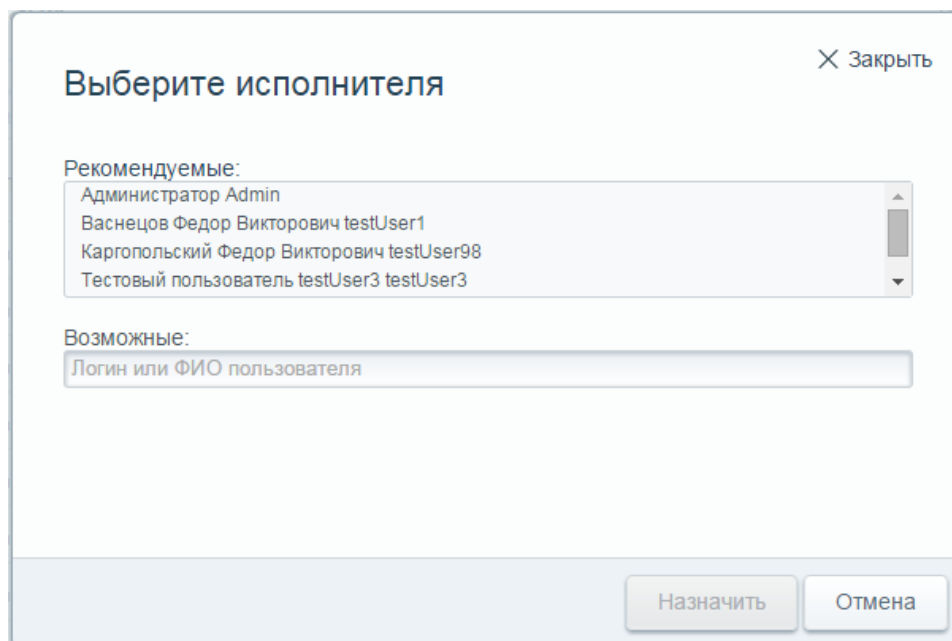 Закрыть
Выберите исполнителя
Рекомендуемые:
Администратор Admin
Васнецов Федор Викторович testUser1
Каргопольский Федор Викторович testUser98
Тестовый пользователь testUser3 testUser3
Возможные:
Логин или ФИО пользователя
Назначить Отмена